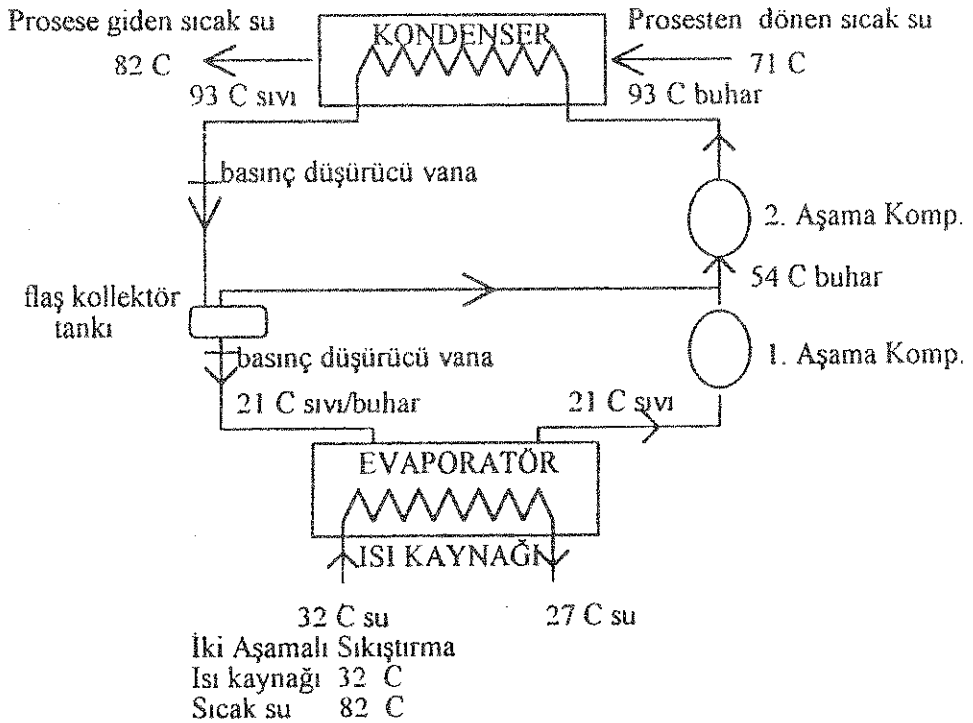 Prosese giden sıcak su
82 C
KONDENSER
Prosesten dönen sıcak su
71 C
93 C sıvı
93 C buhar
basınç düşürücü vana
2. Aşama Komp.
54 C buhar
flaş kollektör
tankı
basınç düşürücü vana
1. Aşama Komp.
21 C sıvı/buhar
21 C sıvı
EVAPORATÖR
ISI KAYNAĞI
32 C su
27 C su
İki Aşamalı Sıkıştırma
Isı kaynağı 32 C
Sıcak su 82 C